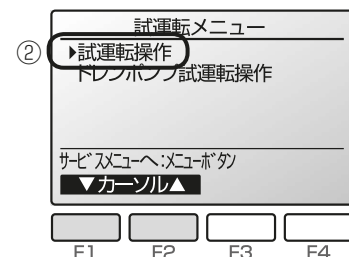 試運転メニュー
② ▶試運転操作
ドレンポンプ試運転操作
サービスメニューへ:メニューボタン
▼カーソル▲
F1 F2 F3 F4